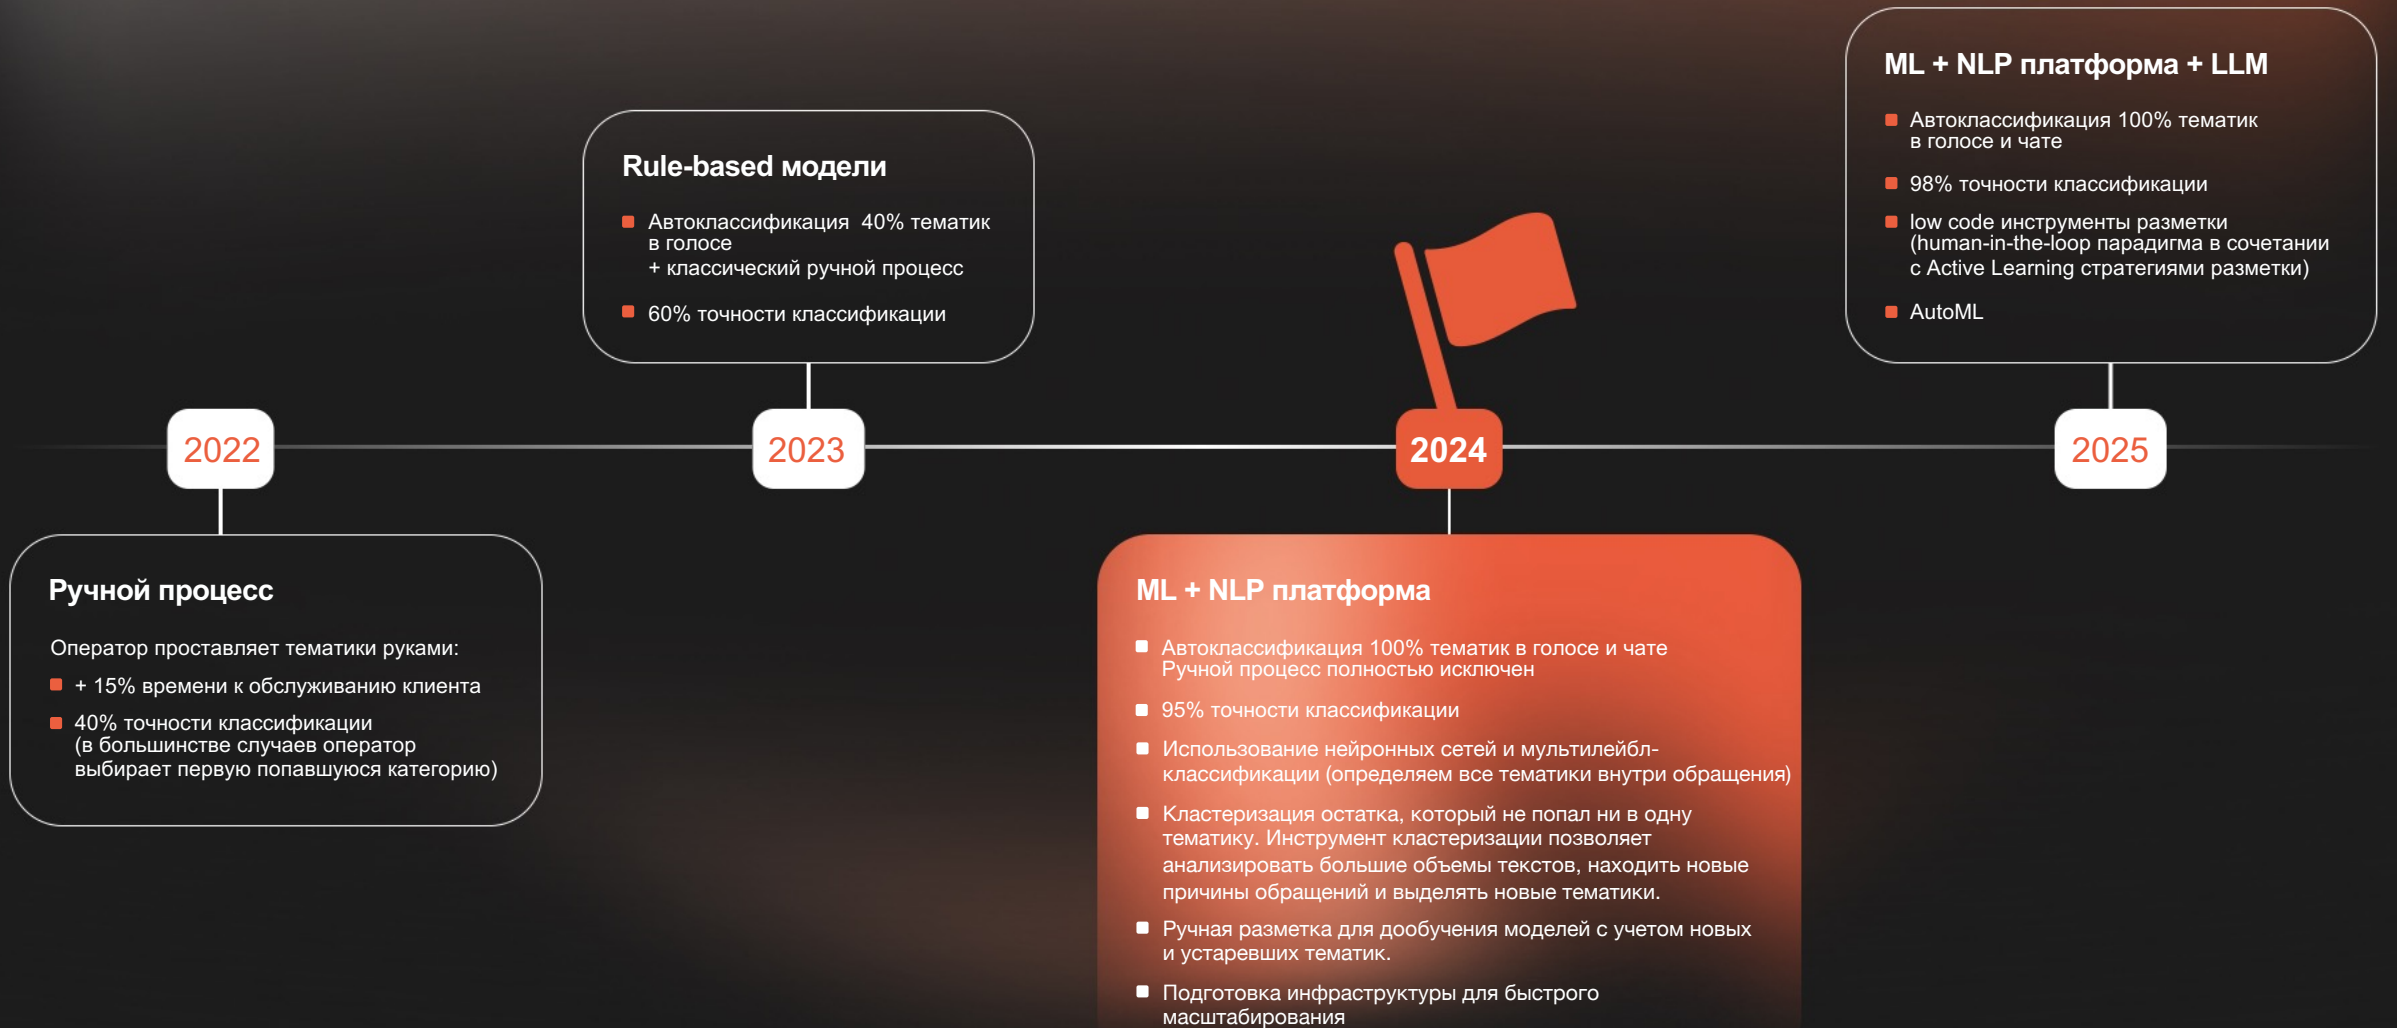 2022
Ручной процесс
Оператор проставляет тематики руками:
+ 15% времени к обслуживанию клиента
40% точности классификации
(в большинстве случаев оператор
выбирает первую попавшуюся категорию)
Rule-based модели
Автоклассификация 40% тематик
в голосе
+ классический ручной процесс
60% точности классификации
2023
2024
ML + NLP платформа
Автоклассификация 100% тематик в голосе и чате
Ручной процесс полностью исключен
95% точности классификации
Использование нейронных сетей и мультилейбл-
классификации (определяем все тематики внутри обращения)
Кластеризация остатка, который не попал ни в одну
тематику. Инструмент кластеризации позволяет
анализировать большие объемы текстов, находить новые
причины обращений и выделять новые тематики.
Ручная разметка для дообучения моделей с учетом новых
и устаревших тематик.
Подготовка инфраструктуры для быстрого
масштабирования
ML + NLP платформа + LLM
Автоклассификация 100% тематик
в голосе и чате
98% точности классификации
low code инструменты разметки
(human-in-the-loop парадигма в сочетании
с Active Learning стратегиями разметки)
AutoML
2025